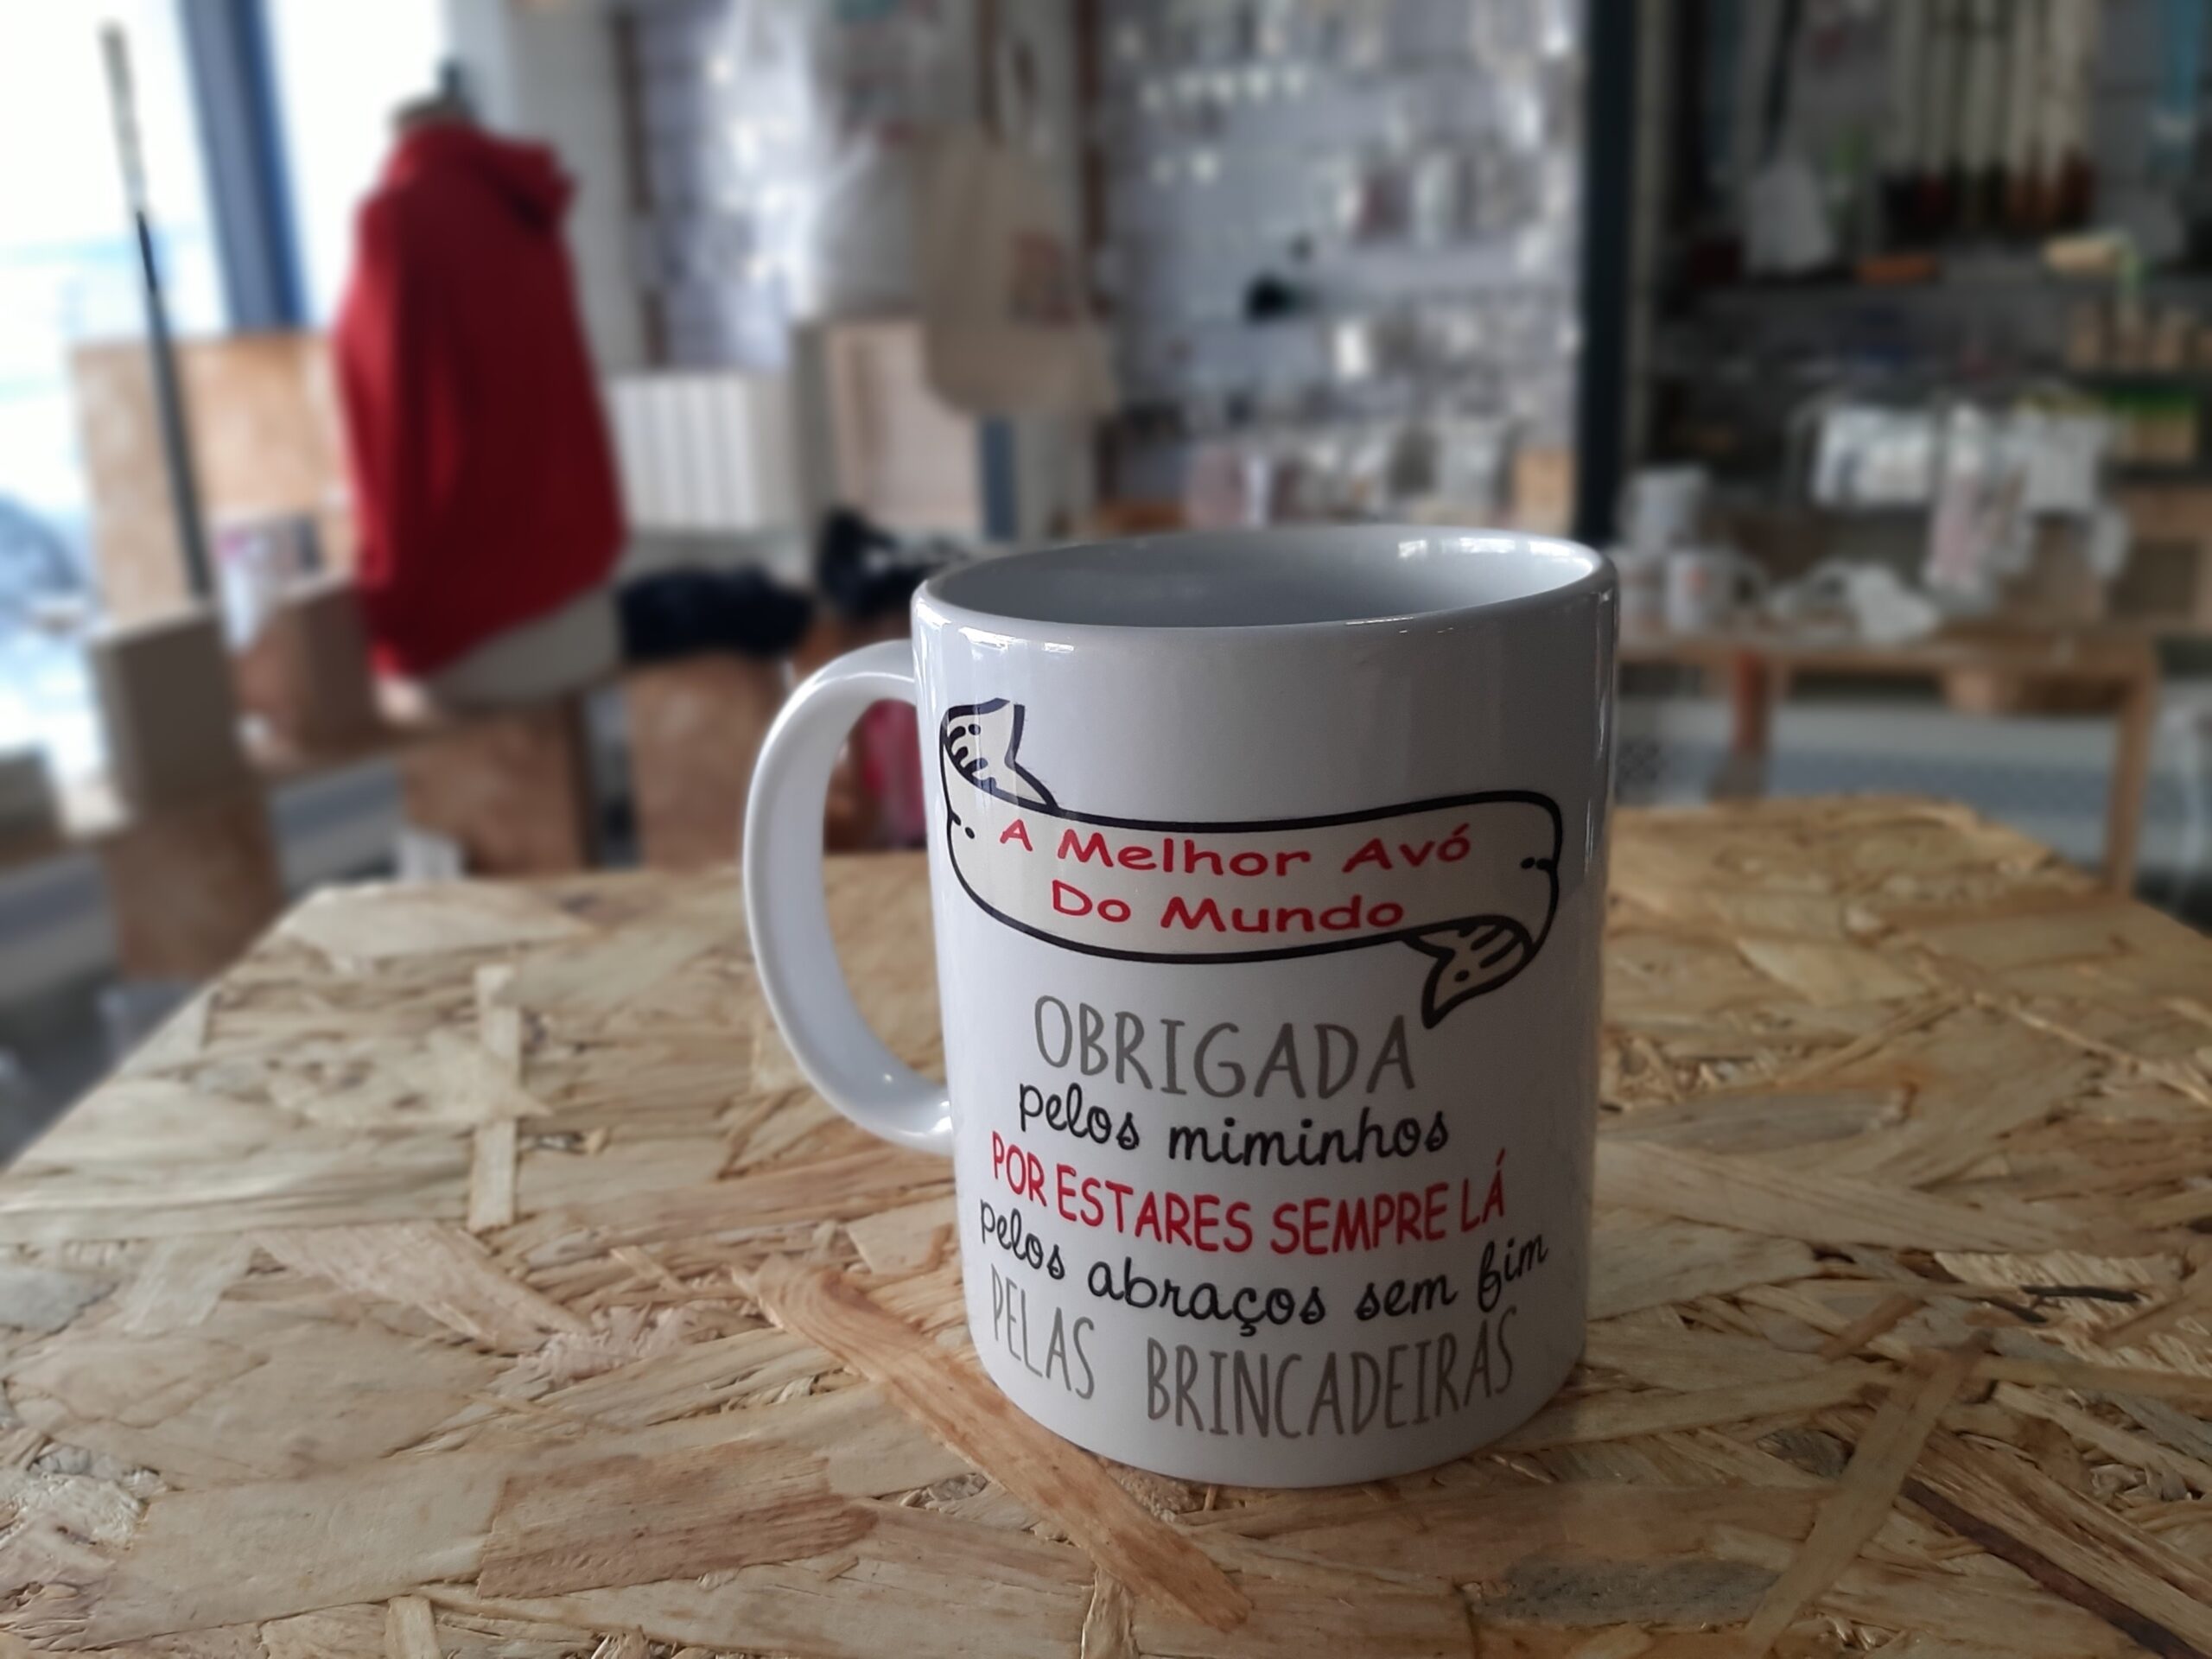 A Melhor Avó
Do Mundo
OBRIGADA
pelos miminhos
POR ESTARES SEMPRE LÁ
pelos abraços sem fim
PELAS BRINCADEIRAS